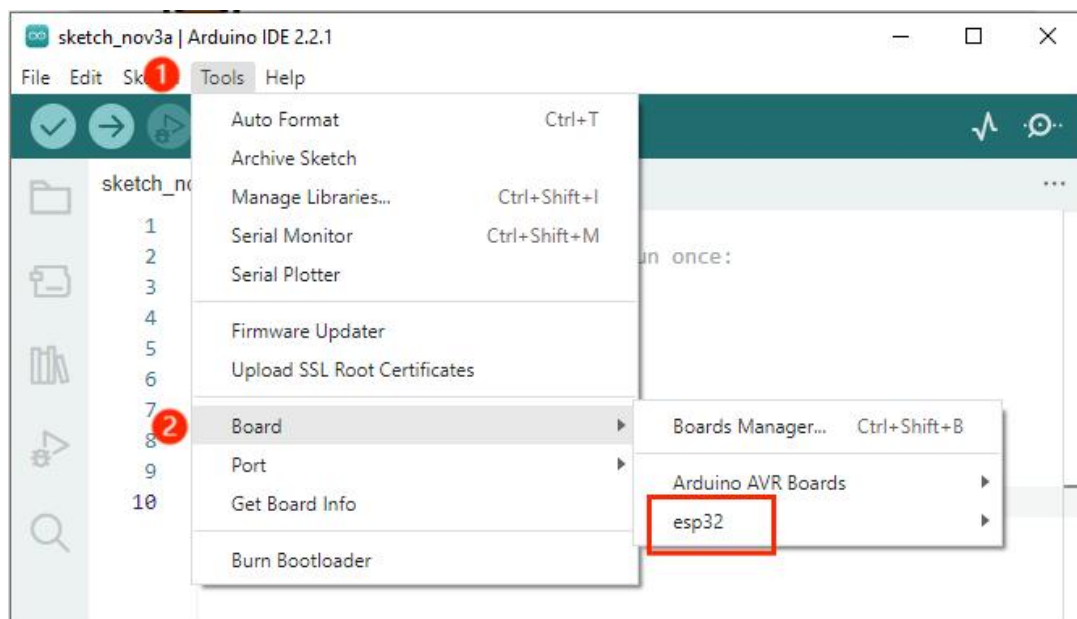 sketch_nov3a | Arduino IDE 2.2.1
File Edit Sk 1 Tools Help
Auto Format Ctrl+T
Archive Sketch
sketch_no
Manage Libraries... Ctrl+Shift+I
1
Serial Monitor Ctrl+Shift+M
2 un once:
Serial Plotter
3
4
Firmware Updater
5
Upload SSL Root Certificates
6
7
2 Board
Boards Manager... Ctrl+Shift+B
8
Port
9
Arduino AVR Boards
10
Get Board Info
esp32
Burn Bootloader